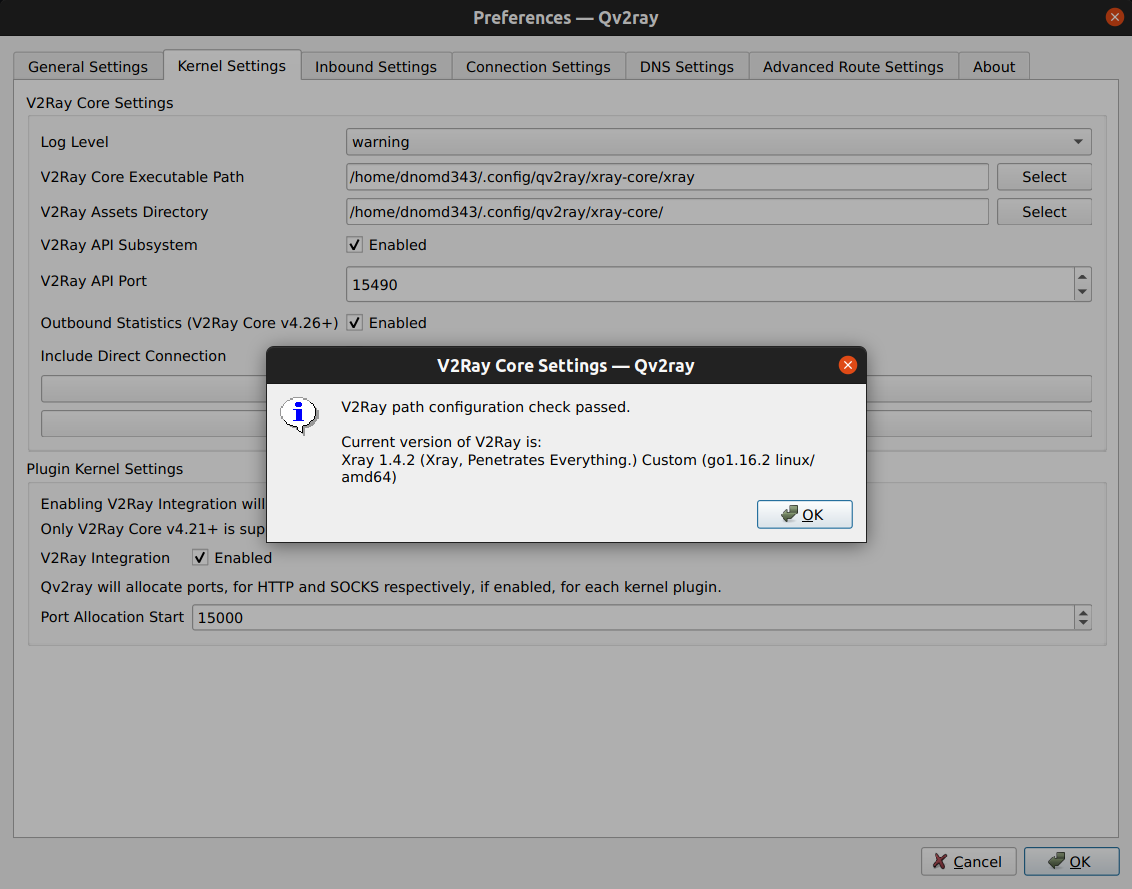 Preferences — Qv2ray
General Settings
Kernel Settings
Inbound Settings
Connection Settings
DNS Settings
Advanced Route Settings
About
V2Ray Core Settings
Log Level
warning
V2Ray Core Executable Path
/home/dnomd343/.config/qv2ray/xray-core/xray
Select
V2Ray Assets Directory
/home/dnomd343/.config/qv2ray/xray-core/
Select
V2Ray API Subsystem
Enabled
V2Ray API Port
15490
Outbound Statistics (V2Ray Core v4.26+)
Enabled
Include Direct Connection
V2Ray Core Settings — Qv2ray
V2Ray path configuration check passed.
Current version of V2Ray is:
Xray 1.4.2 (Xray, Penetrates Everything.) Custom (go1.16.2 linux/
amd64)
OK
Plugin Kernel Settings
Enabling V2Ray Integration will
Only V2Ray Core v4.21+ is sup
V2Ray Integration
Enabled
Qv2ray will allocate ports, for HTTP and SOCKS respectively, if enabled, for each kernel plugin.
Port Allocation Start
15000
Cancel
OK